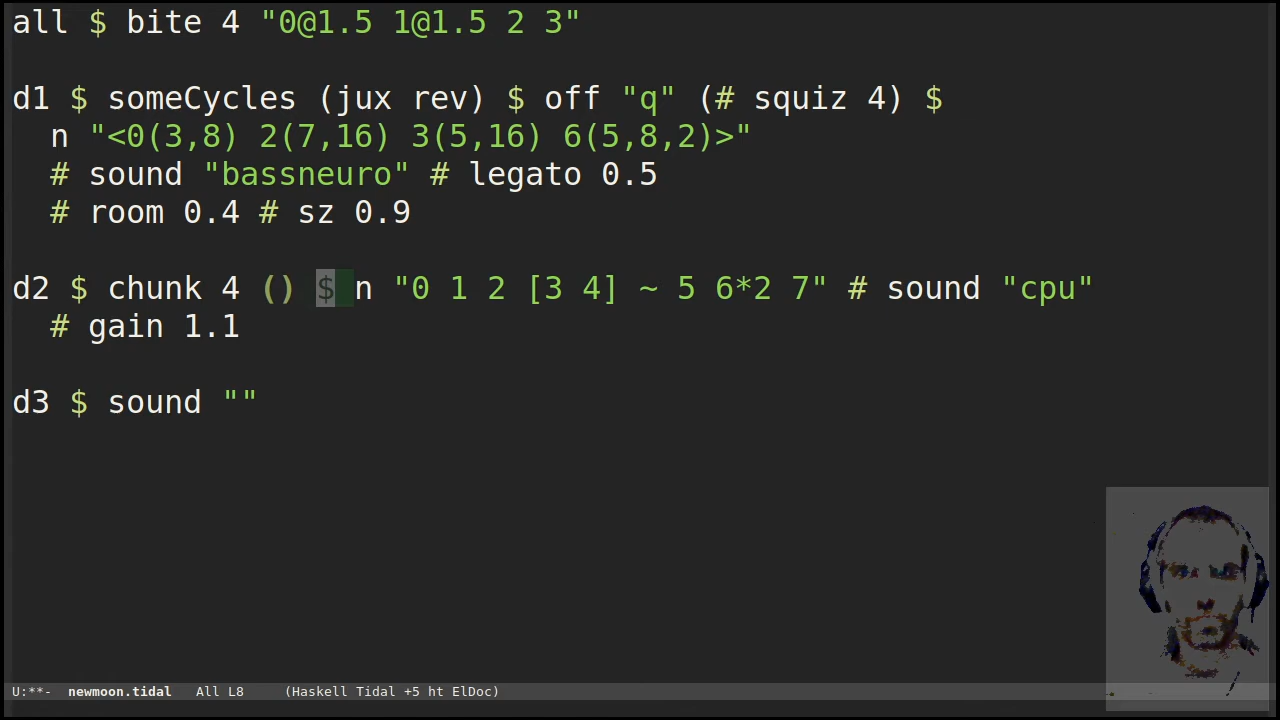 all $ bite 4 "0@1.5 1@1.5 2 3"
d1 $ someCycles (jux rev) $ off "q" (# squiz 4) $
n "<0(3,8) 2(7,16) 3(5,16) 6(5,8,2)>"
# sound "bassneuro" # legato 0.5
# room 0.4 # sz 0.9
d2 $ chunk 4 () $ n "0 1 2 [3 4] ~ 5 6*2 7" # sound "cpu"
# gain 1.1
d3 $ sound ""
U:**- newmoon.tidal All L8 (Haskell Tidal +5 ht ElDoc)